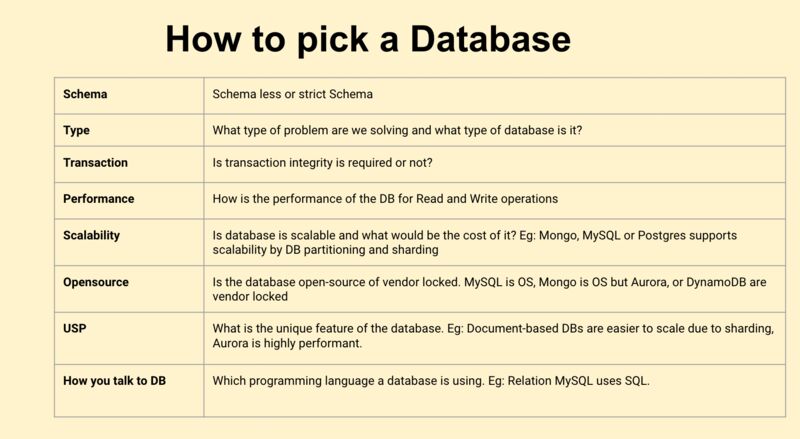 How to pick a Database
Schema
Schema less or strict Schema
Type
What type of problem are we solving and what type of database is it?
Transaction
Is transaction integrity is required or not?
Performance
How is the performance of the DB for Read and Write operations
Scalability
Is database is scalable and what would be the cost of it? Eg: Mongo, MySQL or Postgres supports
scalability by DB partitioning and sharding
Opensource
Is the database open-source of vendor locked. MySQL is OS, Mongo is OS but Aurora, or DynamoDB are
vendor locked
USP
What is the unique feature of the database. Eg: Document-based DBs are easier to scale due to sharding,
Aurora is highly performant.
How you talk to DB
Which programming language a database is using. Eg: Relation MySQL uses SQL.